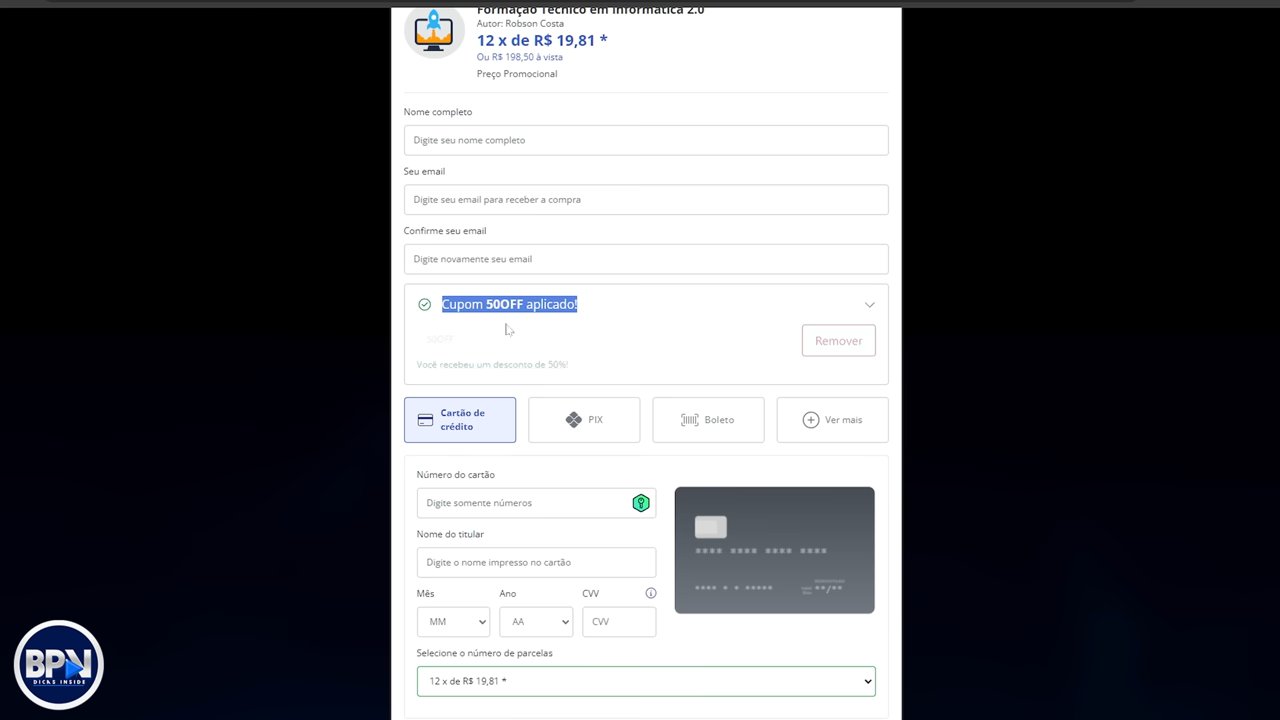 Formação Técnico em Informática 2.0
Autor: Robson Costa
12 x de R$ 19,81 *
Ou R$ 198,50 à vista
Preço Promocional
Nome completo
Digite seu nome completo
Seu email
Digite seu email para receber a compra
Confirme seu email
Digite novamente seu email
Cupom 50OFF aplicado!
50OFF
Remover
Você recebeu um desconto de 50%!
Cartão de
crédito
PIX
Boleto
Ver mais
Número do cartão
Digite somente números
Nome do titular
Digite o nome impresso no cartão
Mês
Ano
CVV
MM
AA
CVV
**** **** **** ****
**** * * *****
**/**
Selecione o número de parcelas
12 x de R$ 19,81 *
BPN
DICAS INSIDE